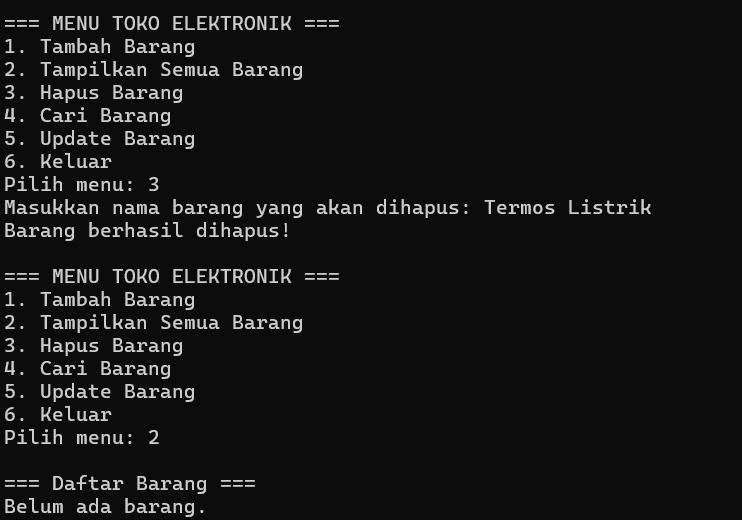 === MENU TOKO ELEKTRONIK ===
1. Tambah Barang
2. Tampilkan Semua Barang
3. Hapus Barang
4. Cari Barang
5. Update Barang
6. Keluar
Pilih menu: 3
Masukkan nama barang yang akan dihapus: Termos Listrik
Barang berhasil dihapus!

=== MENU TOKO ELEKTRONIK ===
1. Tambah Barang
2. Tampilkan Semua Barang
3. Hapus Barang
4. Cari Barang
5. Update Barang
6. Keluar
Pilih menu: 2

=== Daftar Barang ===
Belum ada barang.